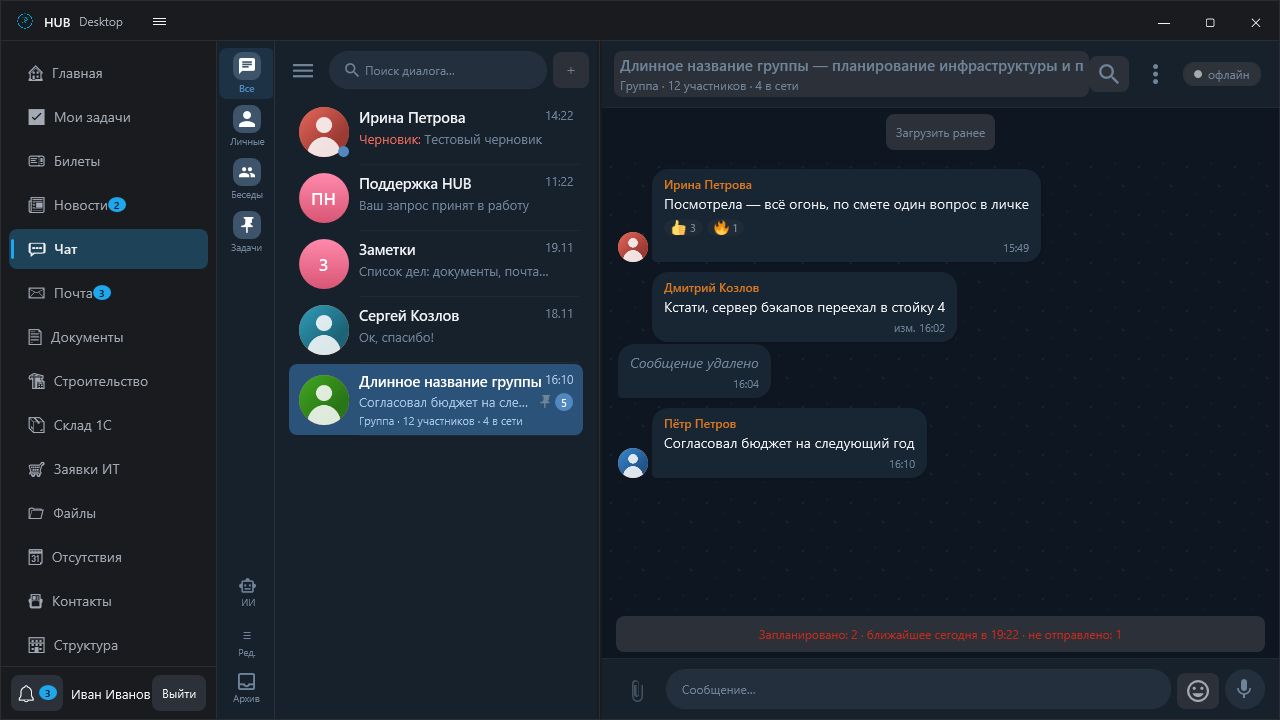 HUB Desktop
Главная
Мои задачи
Билеты
Новости 2
Чат
Почта 3
Документы
Строительство
Склад 1С
Заявки ИТ
Файлы
31 Отсутствия
Контакты
Структура
3 Иван Иванов Выйти
Все
Личные
Беседы
Задачи
ИИ
Ред.
Архив
Поиск диалога... +
Ирина Петрова 14:22
Черновик: Тестовый черновик
ПН Поддержка HUB 11:22
Ваш запрос принят в работу
З Заметки 19.11
Список дел: документы, почта...
Сергей Козлов 18.11
Ок, спасибо!
Длинное название группы 16:10
Согласовал бюджет на сле... 5
Группа · 12 участников · 4 в сети
Длинное название группы — планирование инфраструктуры и п
Группа · 12 участников · 4 в сети
офлайн
Загрузить ранее
Ирина Петрова
Посмотрела — всё огонь, по смете один вопрос в личке
👍 3 🔥 1
15:49
Дмитрий Козлов
Кстати, сервер бэкапов переехал в стойку 4
изм. 16:02
Сообщение удалено
16:04
Пётр Петров
Согласовал бюджет на следующий год
16:10
Запланировано: 2 · ближайшее сегодня в 19:22 · не отправлено: 1
Сообщение...